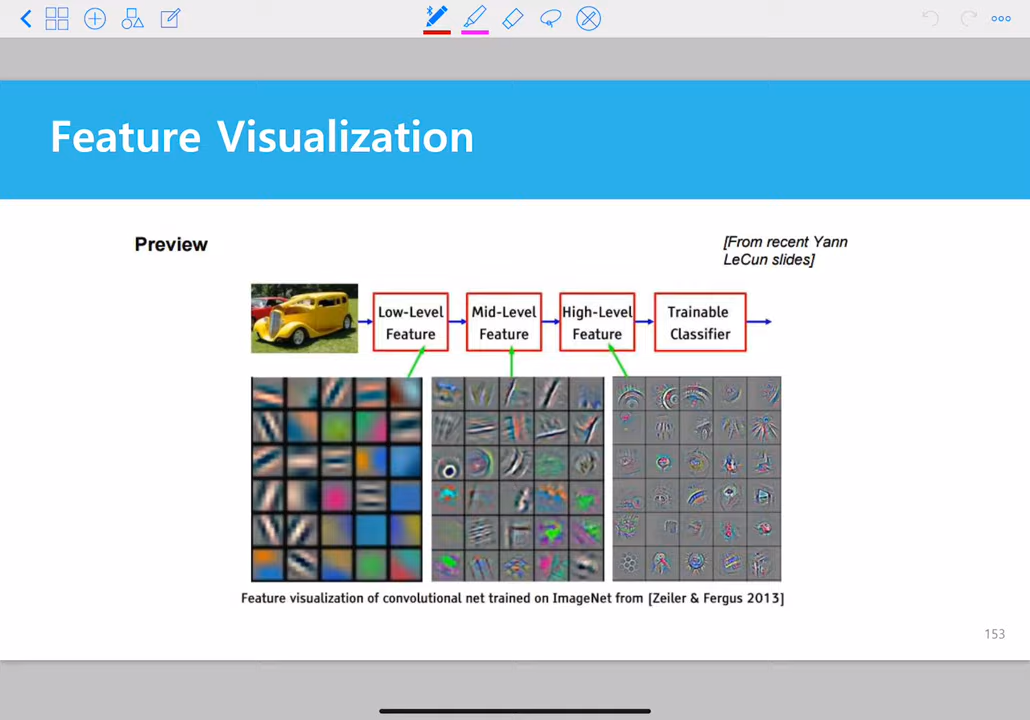 Feature Visualization
Preview
[From recent Yann
LeCun slides]
Low-Level
Feature
Mid-Level
Feature
High-Level
Feature
Trainable
Classifier
Feature visualization of convolutional net trained on ImageNet from [Zeiler & Fergus 2013]
153